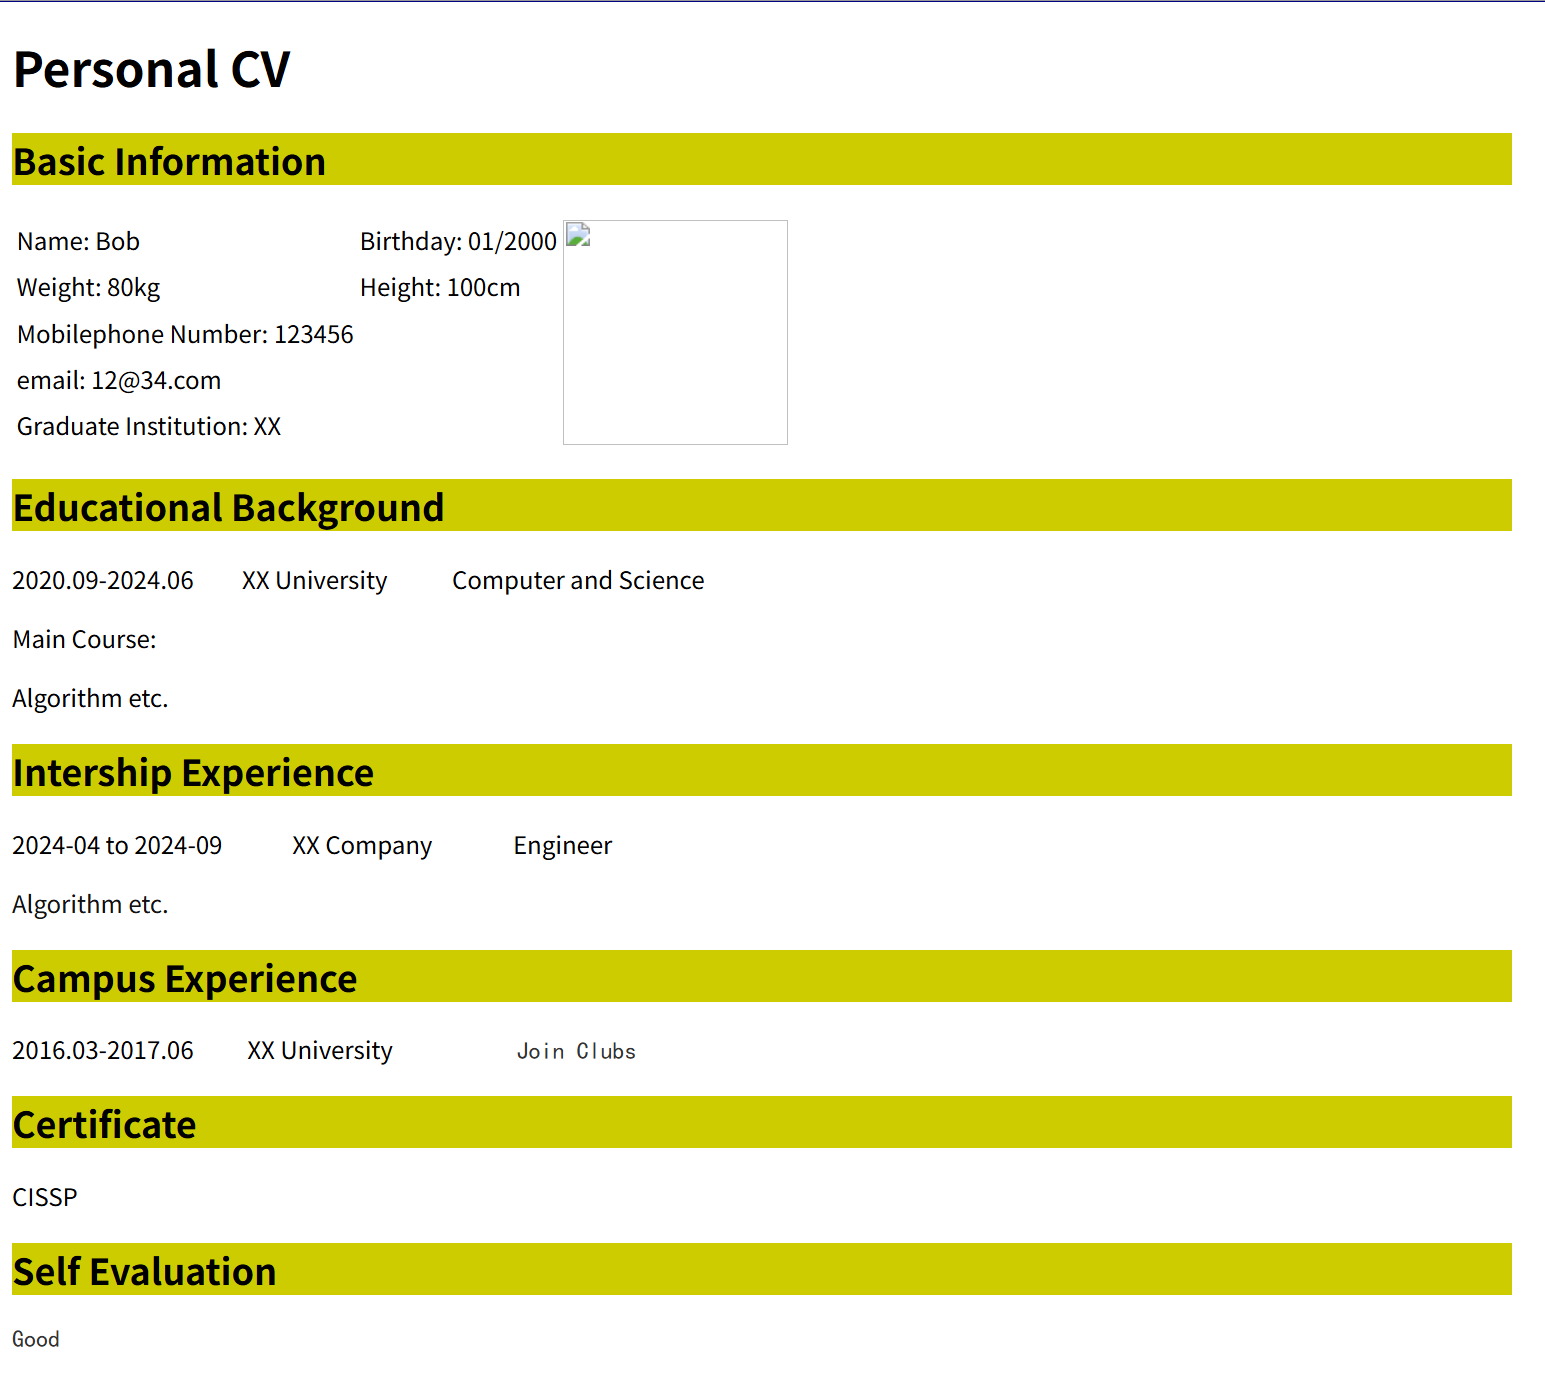 Personal CV
Basic Information
Name: Bob Birthday: 01/2000
Weight: 80kg Height: 100cm
Mobilephone Number: 123456
email: 12@34.com
Graduate Institution: XX
Educational Background
2020.09-2024.06 XX University Computer and Science
Main Course:
Algorithm etc.
Intership Experience
2024-04 to 2024-09 XX Company Engineer
Algorithm etc.
Campus Experience
2016.03-2017.06 XX University Join Clubs
Certificate
CISSP
Self Evaluation
Good